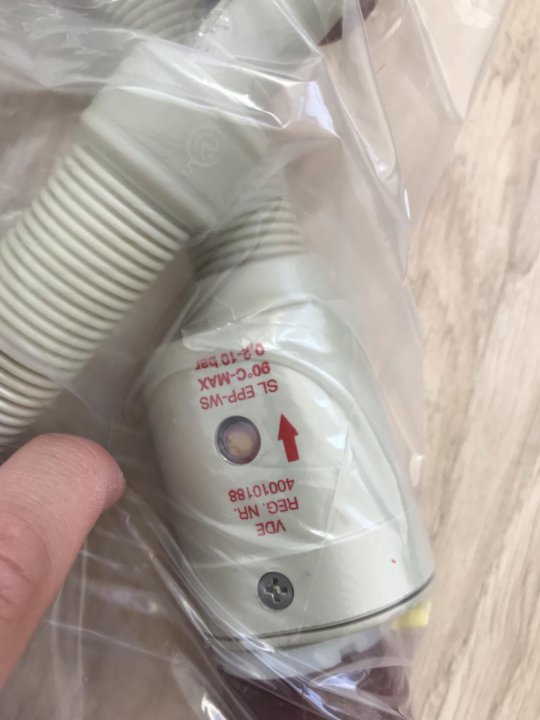 VDE
REG. NR.
40010188
SL EPP-WS
90°C-MAX
0,2-10 bar